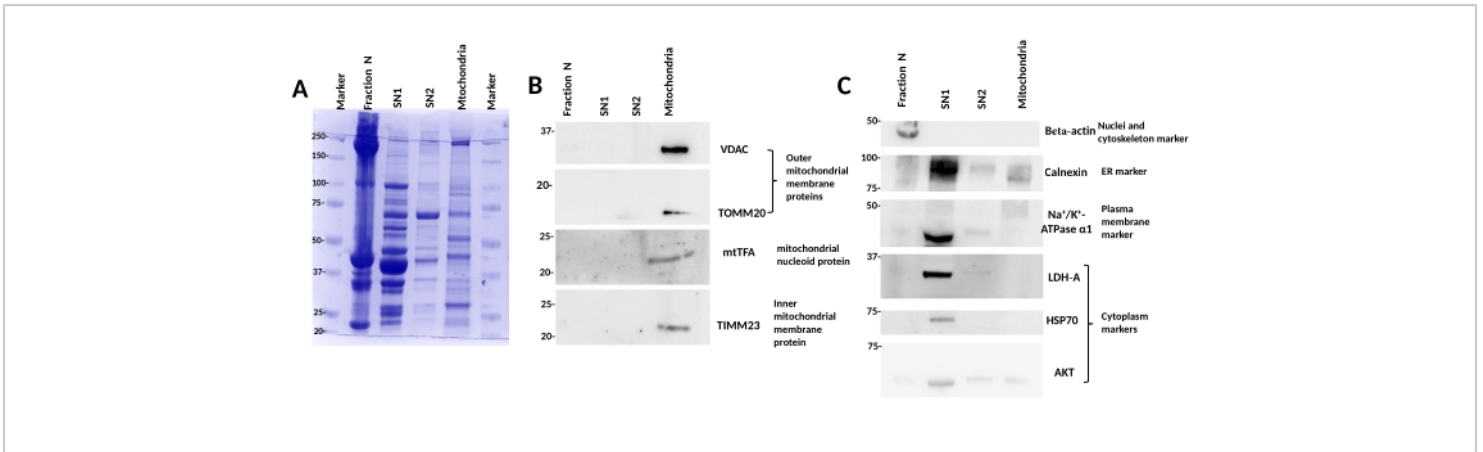 A
Marker
Fraction N
SN1
SN2
Mtochondria
Marker
250-
150-
100-
75-
50-
37-
25-
20-
B
Fraction N
SN1
SN2
Mitochondria
37-
VDAC
20-
TOMM20
Outer
mitochondrial
membrane
proteins
25-
mtTFA
mitochondrial
nucleoid protein
20-
25-
TIMM23
Inner
mitochondrial
membrane
protein
20-
C
Fraction N
SN1
SN2
Mitochondria
50-
Beta-actin
Nuclei and
cytoskeleton marker
100-
Calnexin
ER marker
75-
50-
Na⁺/K⁺-
ATPase α1
Plasma
membrane
marker
37-
LDH-A
75-
HSP70
Cytoplasm
markers
75-
AKT